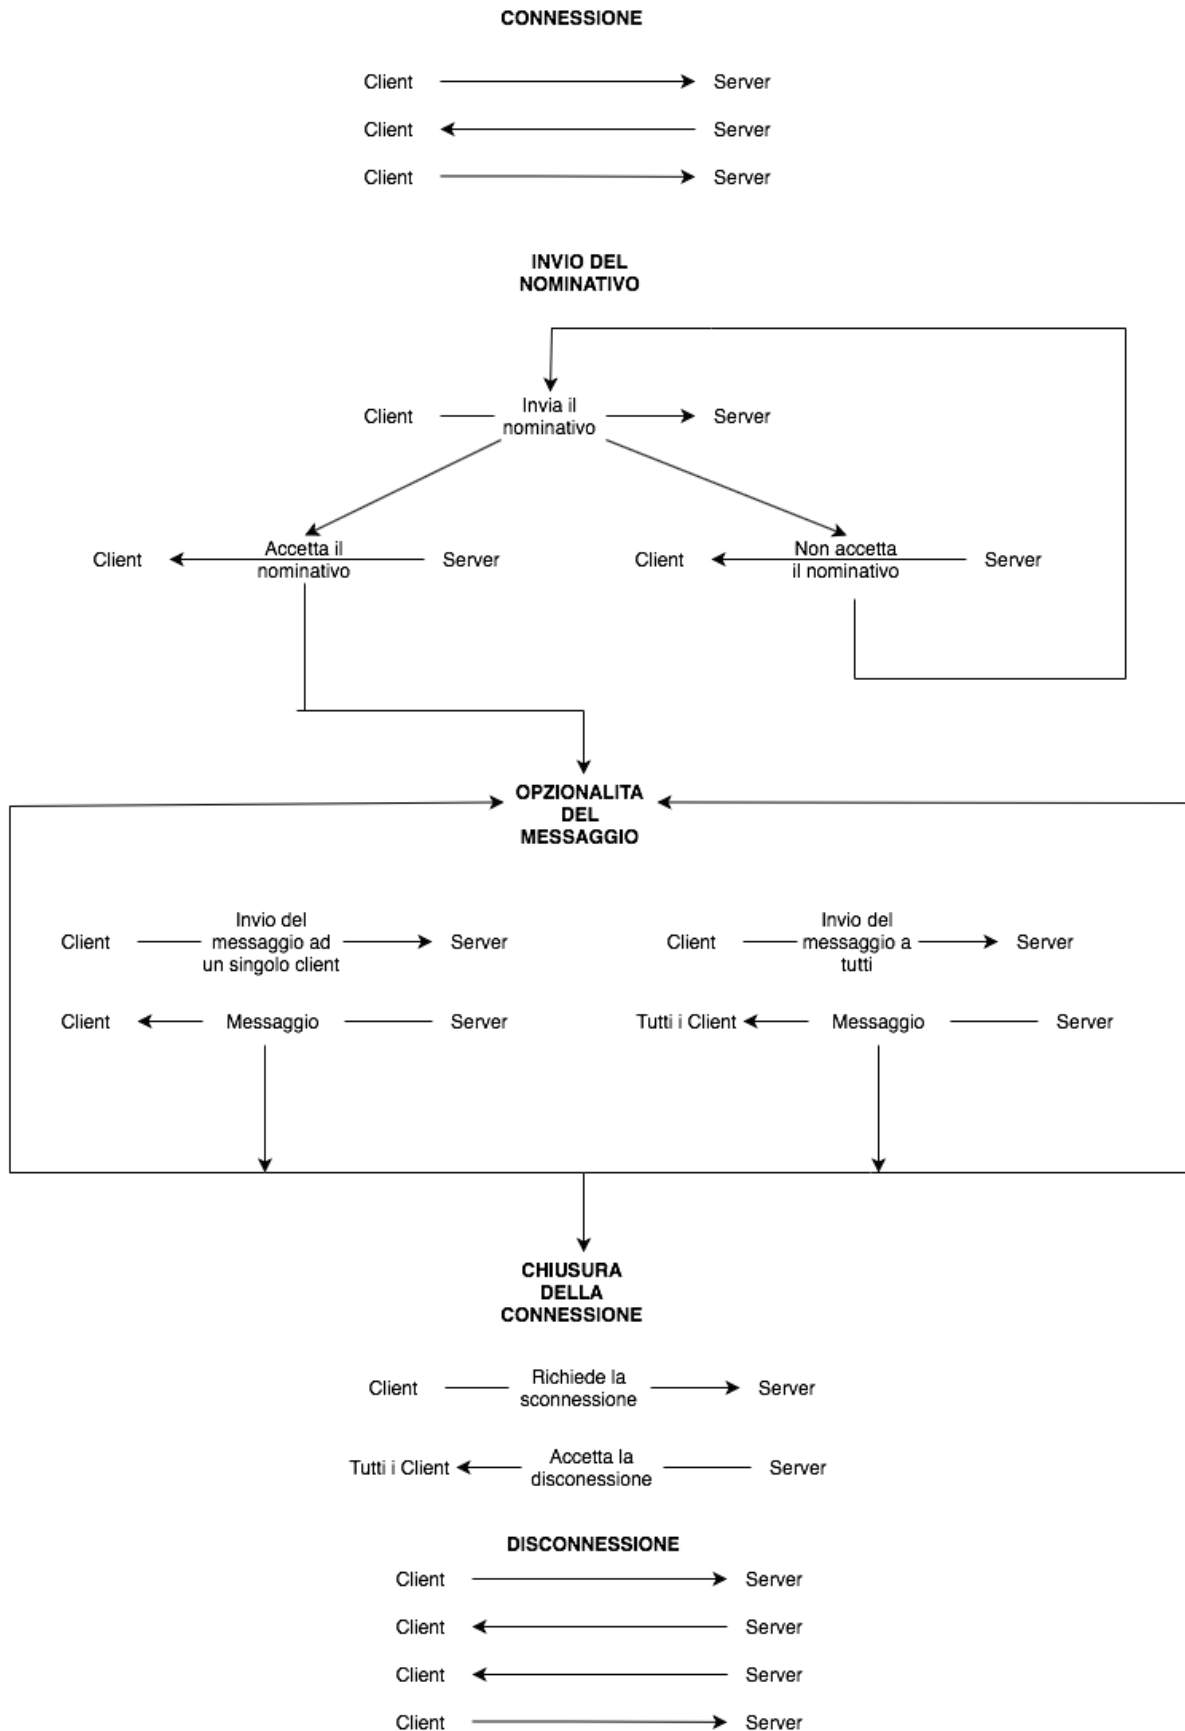 CONNESSIONE
Client Server
Client Server
Client Server
INVIO DEL
NOMINATIVO
Client Invia il nominativo Server
Client Accetta il nominativo Server
Client Non accetta il nominativo Server
OPZIONALITA
DEL
MESSAGGIO
Client Invio del messaggio ad un singolo client Server
Client Invio del messaggio a tutti Server
Client Messaggio Server
Tutti i Client Messaggio Server
CHIUSURA
DELLA
CONNESSIONE
Client Richiede la sconnessione Server
Tutti i Client Accetta la disconessione Server
DISCONNESSIONE
Client Server
Client Server
Client Server
Client Server